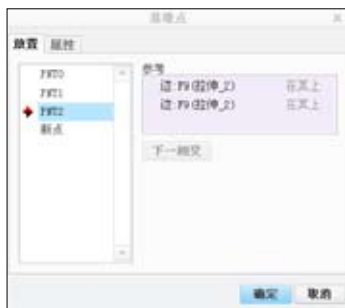 基准点
放置 属性
PNT0
PNT1
PNT2
新点
参考
边:F9(拉伸_2) 在其上
边:F9(拉伸_2) 在其上
下一相交
确定 取消